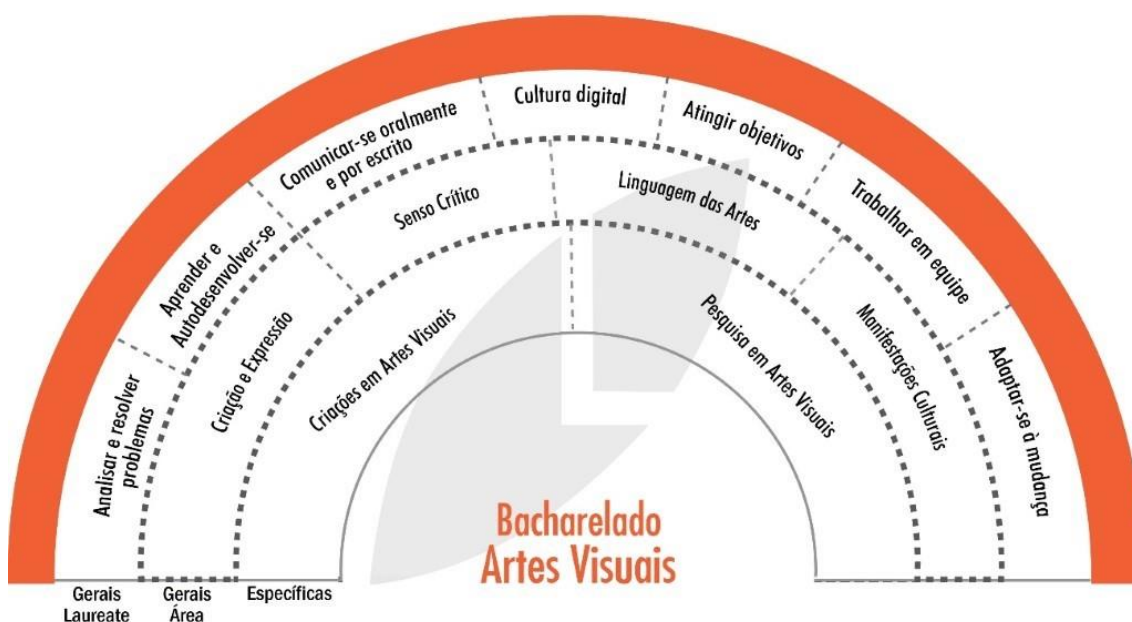 Analisar e resolver
problemas
Aprender e
Autodesenvolver-se
Comunicar-se oralmente
e por escrito
Cultura digital
Atingir objetivos
Trabalhar em equipe
Adaptar-se à mudança
Criação e Expressão
Senso Crítico
Linguagem das Artes
Manifestações Culturais
Criações em Artes Visuais
Pesquisa em Artes Visuais
Bacharelado
Artes Visuais
Gerais
Laureate
Gerais
Área
Específicas